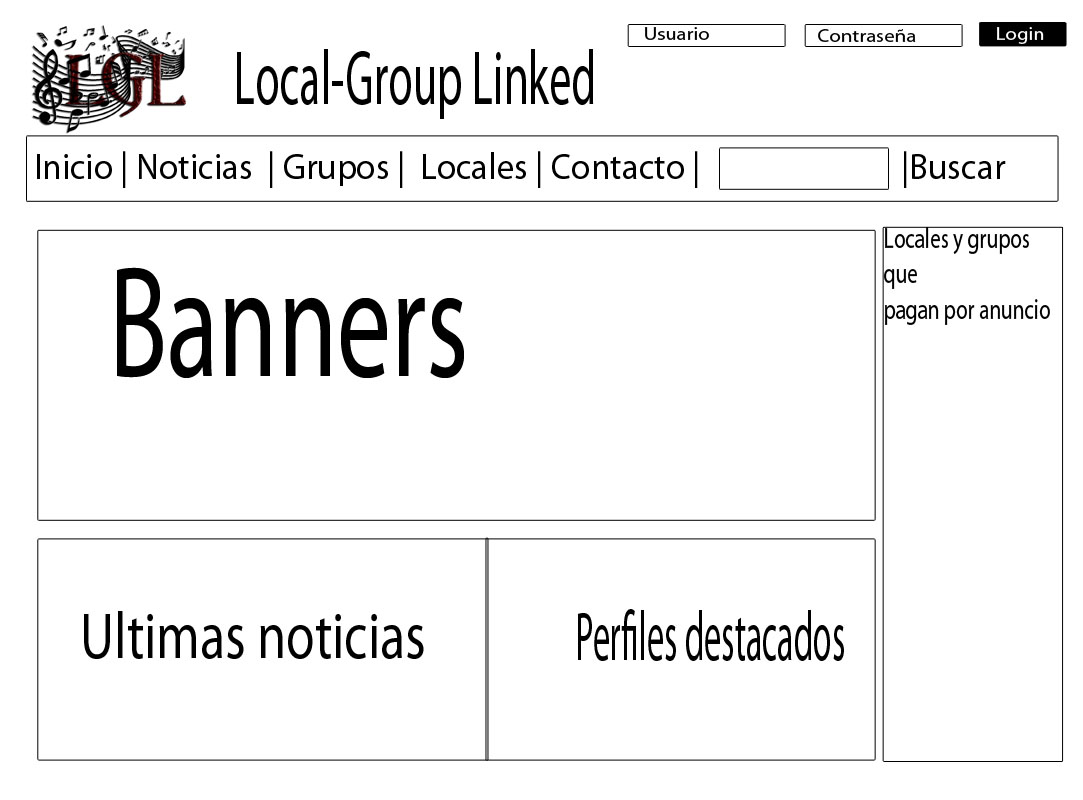 LGL
Local-Group Linked
Usuario
Contraseña
Login
Inicio | Noticias | Grupos | Locales | Contacto | |Buscar
Banners
Locales y grupos
que
pagan por anuncio
Ultimas noticias
Perfiles destacados